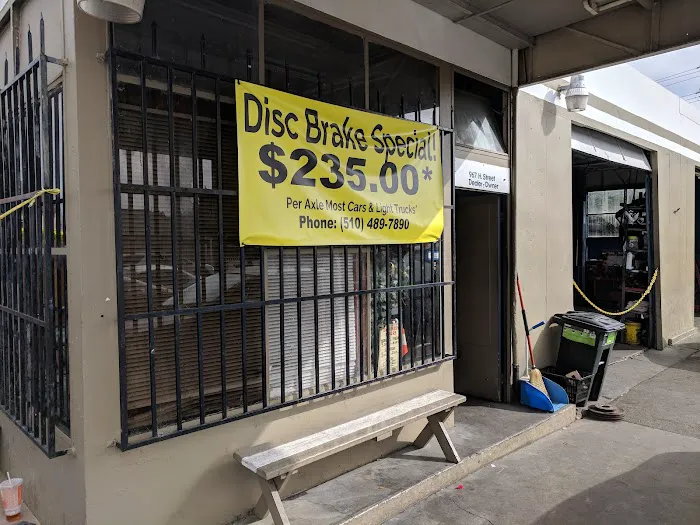 Disc Brake Special!
$235.00*
Per Axle Most Cars & Light Trucks*
Phone: (510) 489-7890
Dealer-Owner